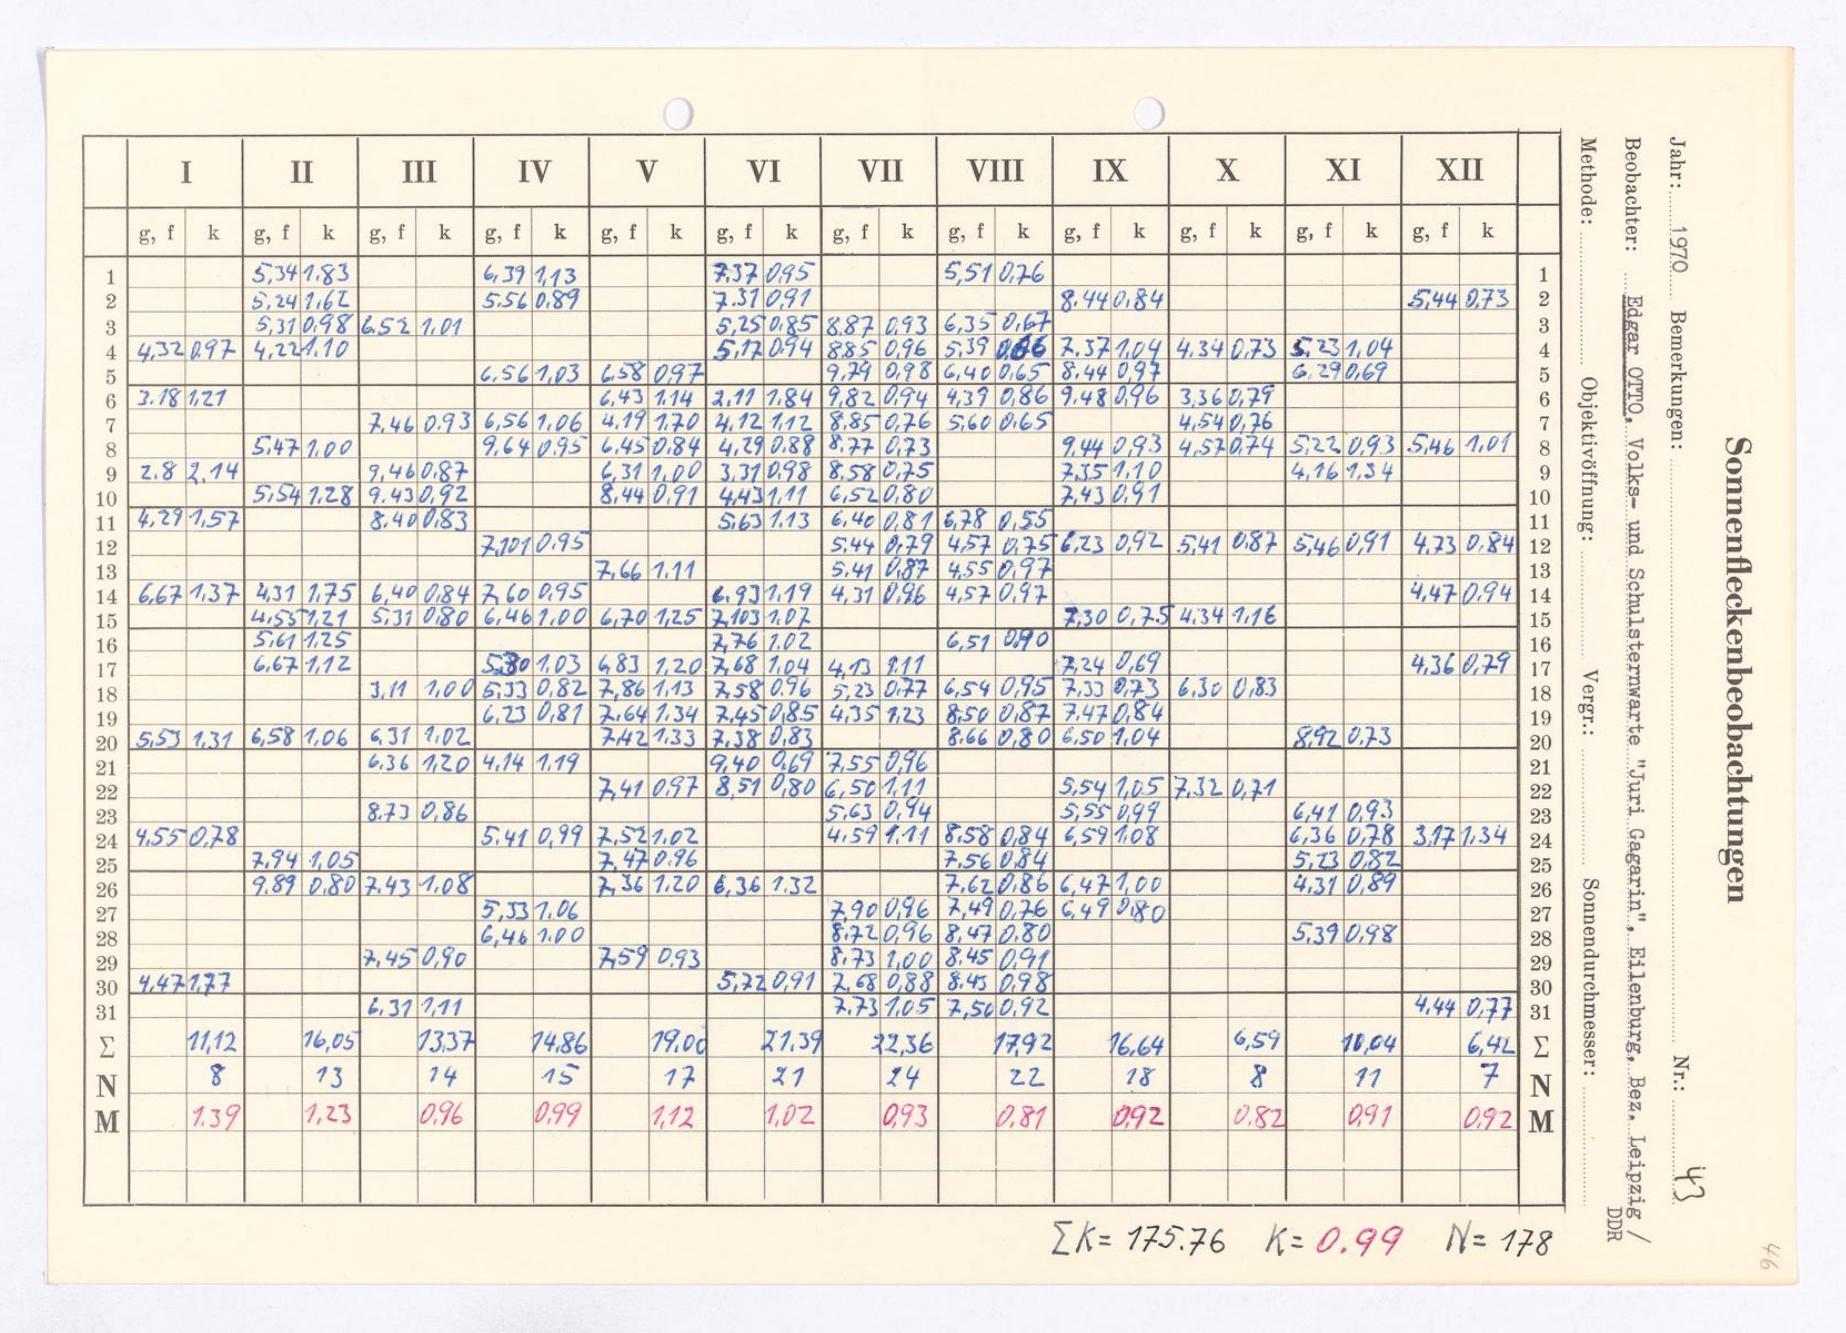 Sonnenfleckenbeobachtungen
Jahr: 1970 Bemerkungen: Nr.: 43
Beobachter: Edgar OTTO, Volks- und Schulsternwarte "Juri Gagarin", Eilenburg, Bez. Leipzig / DDR
Methode: Objektivöffnung: Vergr.: Sonnendurchmesser:
I II III IV V VI VII VIII IX X XI XII
g, f k g, f k g, f k g, f k g, f k g, f k g, f k g, f k g, f k g, f k g, f k g, f k
1 5,34 1.83 6,39 1,13 7.37 0,95 5,51 0,76 1
2 5,24 1,62 5.56 0,89 7.31 0,91 8.44 0,84 5,44 0,73 2
3 5,31 0,98 6.52 1.01 5,25 0,85 8,87 0,93 6,35 0,67 3
4 4,32 0,97 4,22 1.10 5,17 0,94 8.85 0,96 5,39 0,66 7.37 1,04 4.34 0,73 5.23 1,04 4
5 6,56 1,03 6,58 0,97 9,79 0,98 6,40 0,65 8.44 0,97 6,29 0,69 5
6 3.18 1,21 6,43 1.14 2,11 1,84 9,82 0,94 4,39 0,86 9,48 0,96 3,36 0,79 6
7 7,46 0.93 6,56 1.06 4,19 1,70 4,12 1,12 8,85 0,76 5,60 0,65 4,54 0,76 7
8 5,47 1,00 9,64 0,95 6,45 0,84 4,29 0,88 8,77 0,73 9,44 0,93 4,57 0,74 5,22 0,93 5,46 1,01 8
9 2.8 2,14 9,46 0,87 6,31 1,00 3,31 0,98 8,58 0,75 7,35 1,10 4,16 1,34 9
10 5,54 1.28 9.43 0,92 8,44 0,91 4,43 1,11 6,52 0,80 7,43 0,91 10
11 4,29 1,57 8.40 0,83 5,63 1.13 6,40 0,81 6,78 0,55 11
12 7,101 0,95 5,44 0,79 4,57 0,75 6,23 0,92 5,41 0,87 5,46 0,91 4,73 0,84 12
13 7,66 1.11 5,41 0,87 4,55 0,97 13
14 6,67 1,37 4,31 1,75 6,40 0,84 7,60 0,95 6,93 1,19 4,31 0,96 4,57 0,97 4,47 0,94 14
15 4,55 1,21 5,31 0,80 6,46 1,00 6,70 1,25 7,103 1.07 7,30 0,75 4,34 1,16 15
16 5,61 1.25 7,76 1.02 6,51 0,90 16
17 6,67 1,12 5,30 1,03 6,83 1,20 7,68 1,04 4,13 1.11 7,24 0,69 4,36 0,79 17
18 3,11 1,00 5,33 0,82 7,86 1,13 7,58 0.96 5,23 0,77 6,54 0,95 7,33 0,73 6,30 0,83 18
19 6,23 0,81 7.64 1.34 7,45 0,85 4,35 1,23 8,50 0,87 7,47 0,84 19
20 5,53 1,31 6,58 1,06 6,31 1,02 7,42 1.33 7,38 0,83 8.66 0,80 6,50 1,04 8,92 0,73 20
21 6.36 1,20 4,14 1,19 9,40 0,69 7,55 0,96 21
22 7,41 0,97 8,51 0,80 6,50 1,11 5,54 1,05 7,32 0,71 22
23 8.73 0,86 5,63 0,94 5,55 0,99 6,41 0,93 23
24 4,55 0,78 5.41 0,99 7,52 1.02 4.59 1,11 8.58 0,84 6,59 1.08 6,36 0,78 3,17 1.34 24
25 7,94 1,05 7,47 0.96 7,56 0,84 5,23 0,82 25
26 9.89 0,80 7.43 1.08 7,36 1,20 6,36 1.32 7,62 0,86 6,47 1,00 4,31 0,89 26
27 5,33 1.06 7,90 0,96 7,49 0,76 6,49 0,80 27
28 6,46 1.00 8,72 0,96 8,47 0.80 5,39 0,98 28
29 7,45 0,90 7,59 0,93 8,73 1,00 8.45 0,91 29
30 4,47 1,77 5,72 0,91 7,68 0,88 8.43 0,98 30
31 6,31 1,11 7,73 1,05 7,50 0,92 4,44 0,77 31
Σ 11,12 16,05 13,37 14,86 19,00 21.39 22,36 17,92 16,64 6,59 10,04 6,42 Σ
N 8 13 14 15 17 21 24 22 18 8 11 7 N
M 1.39 1,23 0,96 0,99 1,12 1,02 0,93 0,81 0,92 0.82 0,91 0,92 M
ΣK = 175.76 K = 0.99 N = 178
46